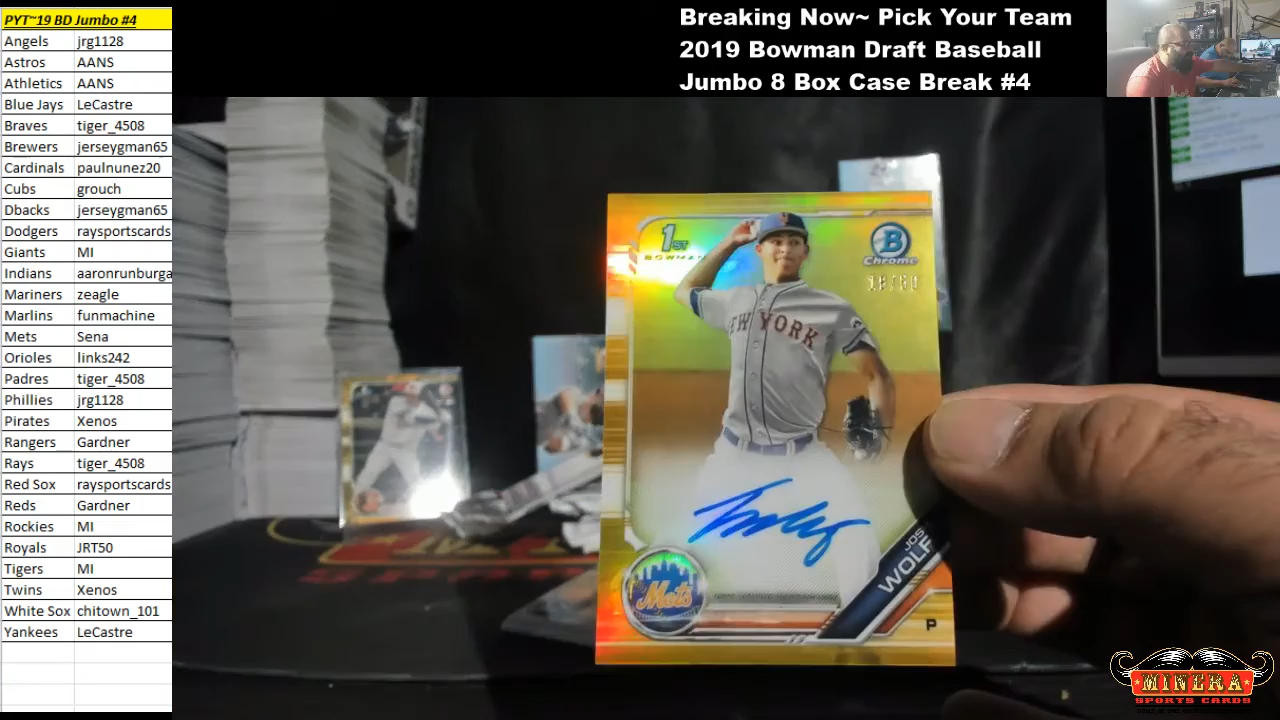 PYT~19 BD Jumbo #4
Angels jrg1128
Astros AANS
Athletics AANS
Blue Jays LeCastre
Braves tiger_4508
Brewers jerseygman65
Cardinals paulnunez20
Cubs grouch
Dbacks jerseygman65
Dodgers raysportscards
Giants MI
Indians aaronrunburga
Mariners zeagle
Marlins funmachine
Mets Sena
Orioles links242
Padres tiger_4508
Phillies jrg1128
Pirates Xenos
Rangers Gardner
Rays tiger_4508
Red Sox raysportscards
Reds Gardner
Rockies MI
Royals JRT50
Tigers MI
Twins Xenos
White Sox chitown_101
Yankees LeCastre
Breaking Now~ Pick Your Team
2019 Bowman Draft Baseball
Jumbo 8 Box Case Break #4
1ST
BOWMAN
B
Chrome
NEW YORK
Mets
WOLF
P
MINERA
SPORTS CARDS